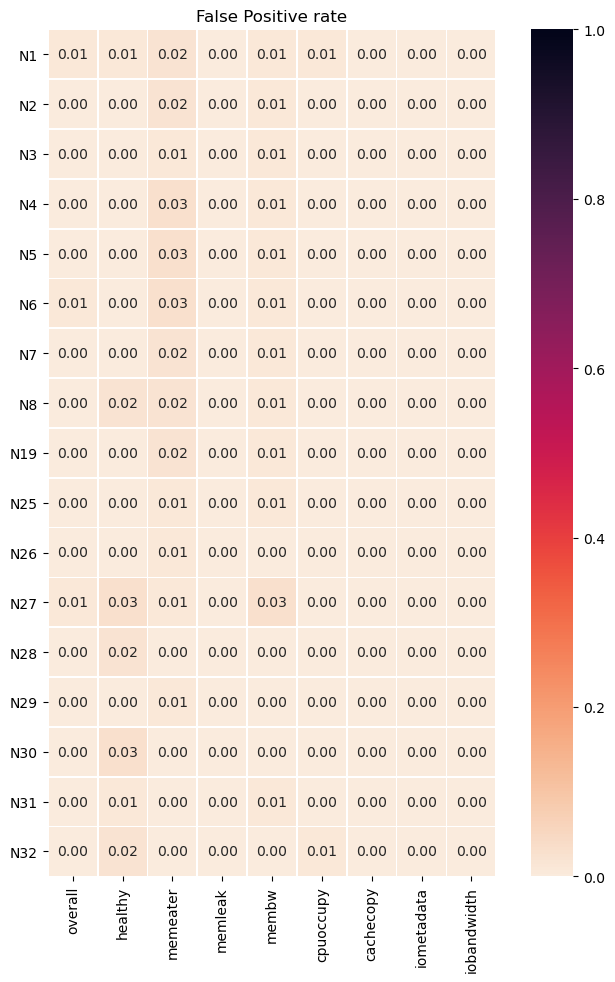 False Positive rate
N1 0.01 0.01 0.02 0.00 0.01 0.01 0.00 0.00 0.00
N2 0.00 0.00 0.02 0.00 0.01 0.00 0.00 0.00 0.00
N3 0.00 0.00 0.01 0.00 0.01 0.00 0.00 0.00 0.00
N4 0.00 0.00 0.03 0.00 0.01 0.00 0.00 0.00 0.00
N5 0.00 0.00 0.03 0.00 0.01 0.00 0.00 0.00 0.00
N6 0.01 0.00 0.03 0.00 0.01 0.00 0.00 0.00 0.00
N7 0.00 0.00 0.02 0.00 0.01 0.00 0.00 0.00 0.00
N8 0.00 0.02 0.02 0.00 0.01 0.00 0.00 0.00 0.00
N19 0.00 0.00 0.02 0.00 0.01 0.00 0.00 0.00 0.00
N25 0.00 0.00 0.01 0.00 0.01 0.00 0.00 0.00 0.00
N26 0.00 0.00 0.01 0.00 0.00 0.00 0.00 0.00 0.00
N27 0.01 0.03 0.01 0.00 0.03 0.00 0.00 0.00 0.00
N28 0.00 0.02 0.00 0.00 0.00 0.00 0.00 0.00 0.00
N29 0.00 0.00 0.01 0.00 0.00 0.00 0.00 0.00 0.00
N30 0.00 0.03 0.00 0.00 0.00 0.00 0.00 0.00 0.00
N31 0.00 0.01 0.00 0.00 0.01 0.00 0.00 0.00 0.00
N32 0.00 0.02 0.00 0.00 0.00 0.01 0.00 0.00 0.00
overall
healthy
memeater
memleak
membw
cpuoccupy
cachecopy
iometadata
iobandwidth
1.0
0.8
0.6
0.4
0.2
0.0